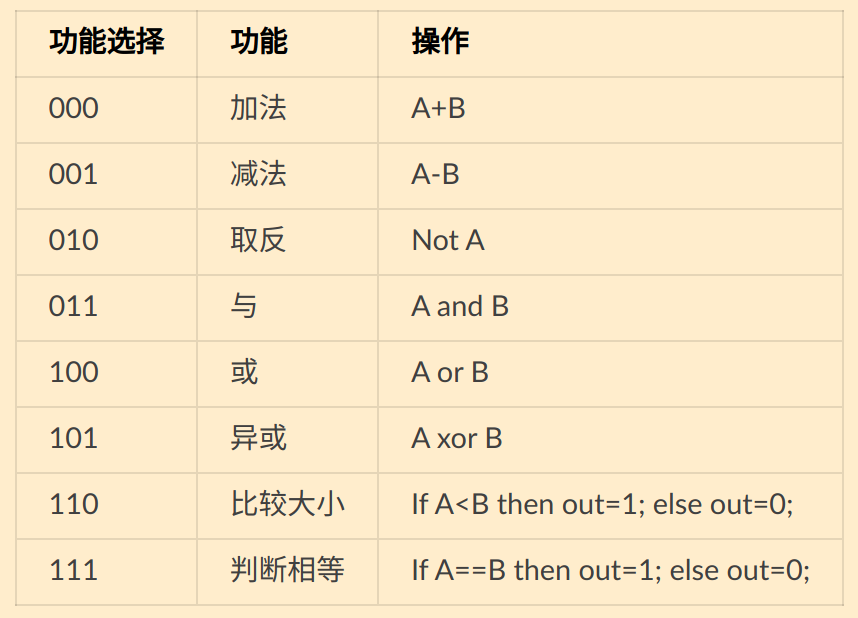 功能选择 功能 操作
000 加法 A+B
001 减法 A-B
010 取反 Not A
011 与 A and B
100 或 A or B
101 异或 A xor B
110 比较大小 If A<B then out=1; else out=0;
111 判断相等 If A==B then out=1; else out=0;